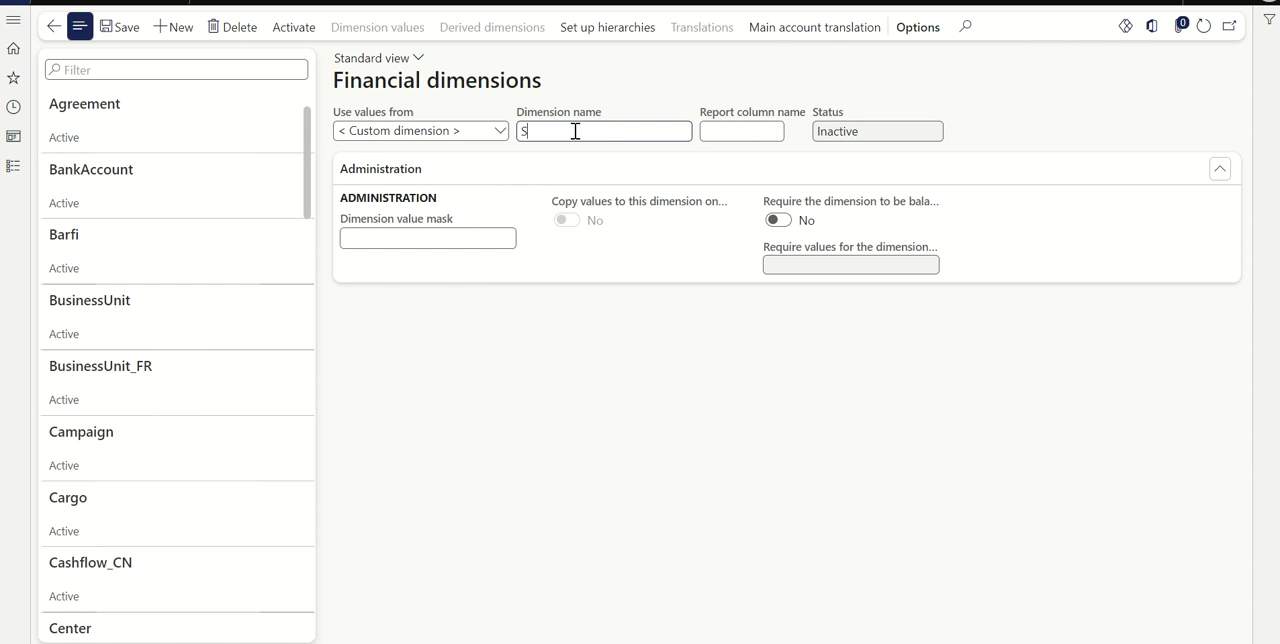 Save New Delete Activate Dimension values Derived dimensions Set up hierarchies Translations Main account translation Options 0
Filter
Agreement
Active
BankAccount
Active
Barfi
Active
BusinessUnit
Active
BusinessUnit_FR
Active
Campaign
Active
Cargo
Active
Cashflow_CN
Active
Center
Standard view
Financial dimensions
Use values from Dimension name Report column name Status
< Custom dimension > S Inactive
Administration
ADMINISTRATION Copy values to this dimension on... Require the dimension to be bala...
Dimension value mask No No
Require values for the dimension...